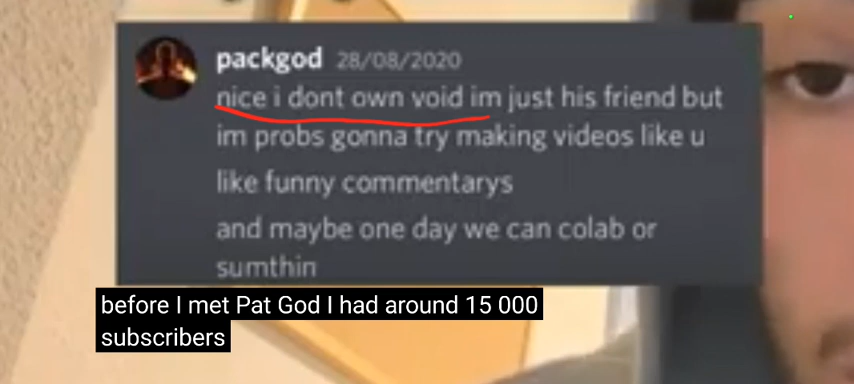 packgod 28/08/2020
nice i dont own void im just his friend but
im probs gonna try making videos like u
like funny commentarys
and maybe one day we can colab or
sumthin
before I met Pat God I had around 15 000
subscribers